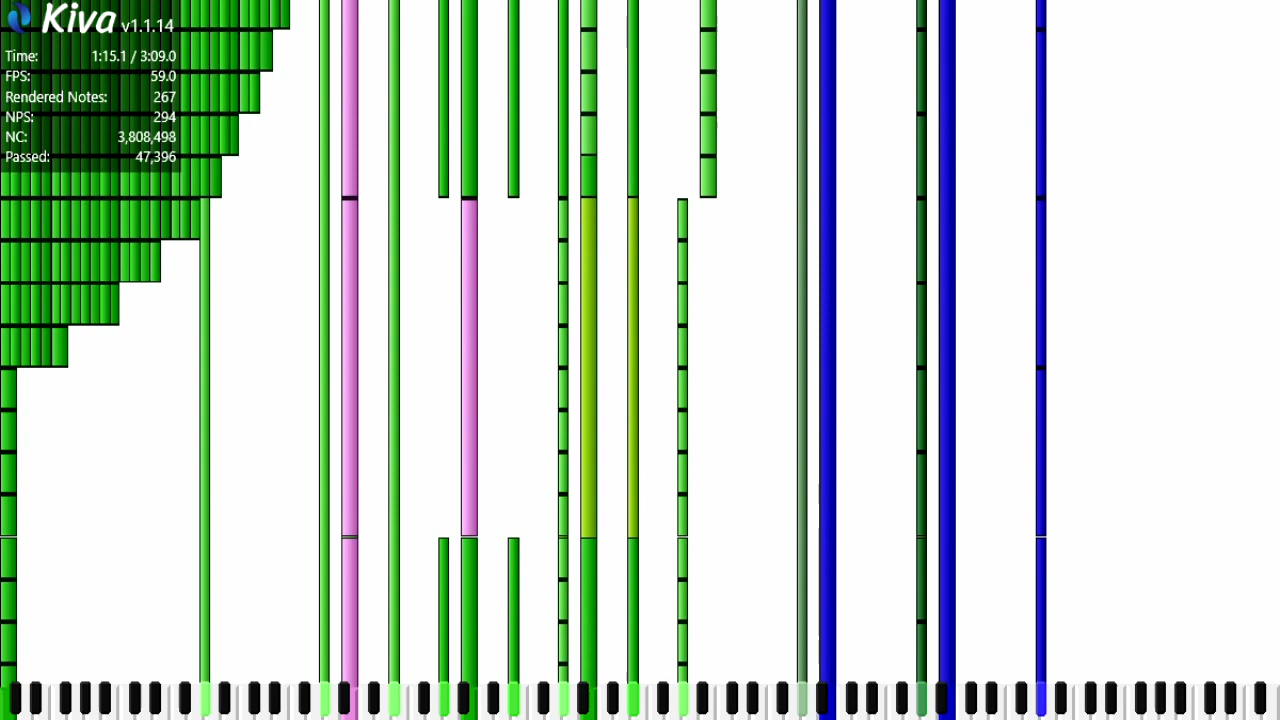 Kiva v1.1.14
Time: 1:15.1 / 3:09.0
FPS: 59.0
Rendered Notes: 267
NPS: 294
NC: 3,808,498
Passed: 47,396